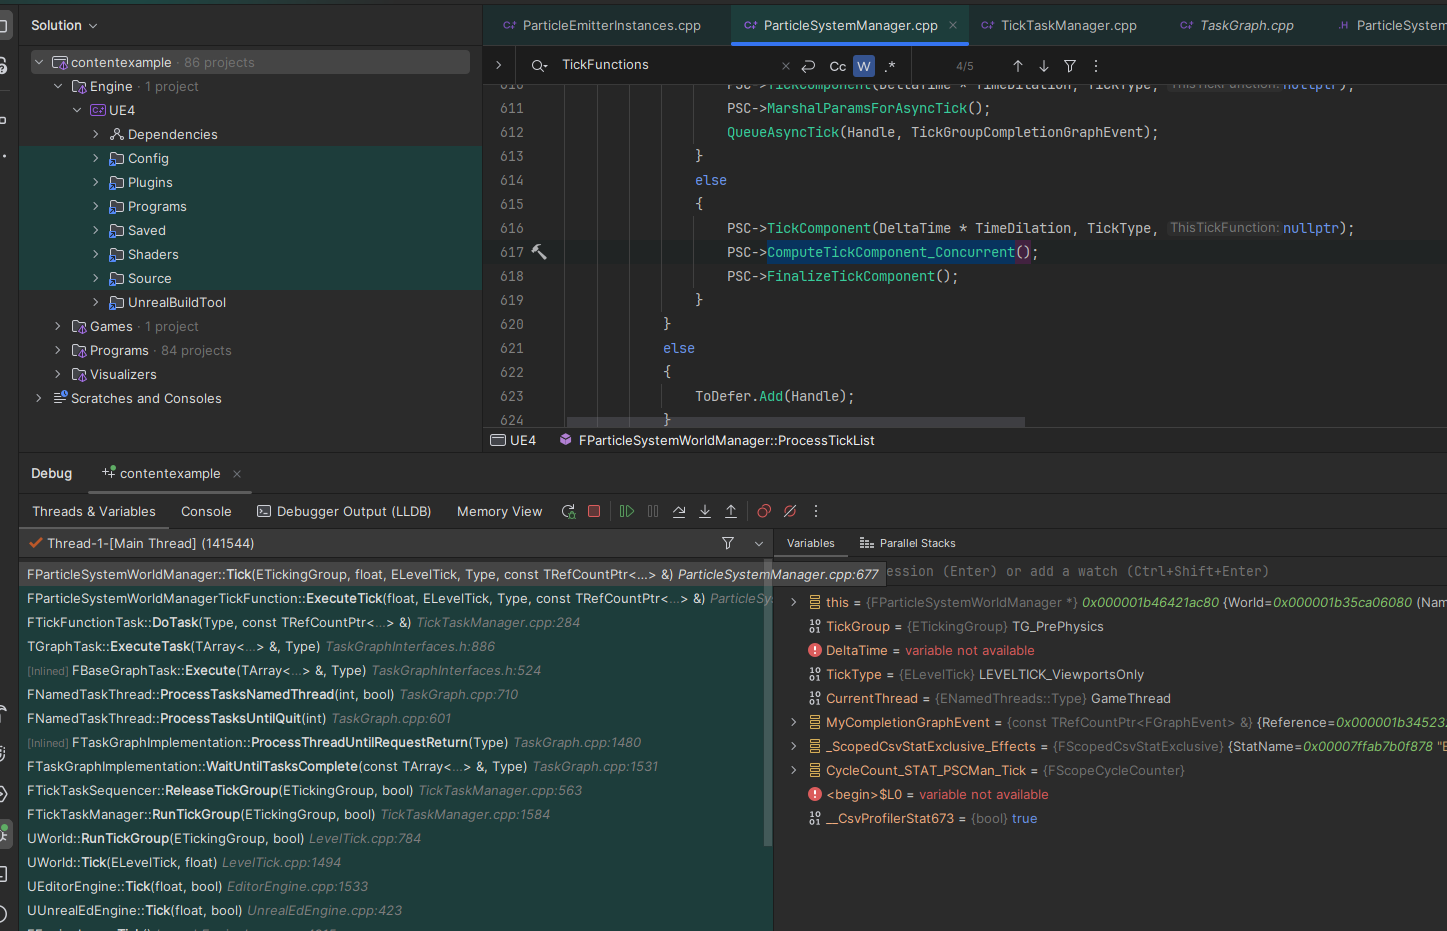 Solution
ParticleEmitterInstances.cpp
ParticleSystemManager.cpp
TickTaskManager.cpp
TaskGraph.cpp
ParticleSystem
contentexample · 86 projects
Engine · 1 project
UE4
Dependencies
Config
Plugins
Programs
Saved
Shaders
Source
UnrealBuildTool
Games · 1 project
Programs · 84 projects
Visualizers
Scratches and Consoles
TickFunctions
Cc
W
.*
4/5
610 PSC->TickComponent(DeltaTime * TimeDilation, TickType, ThisTickFunction: nullptr);
611 PSC->MarshalParamsForAsyncTick();
612 QueueAsyncTick(Handle, TickGroupCompletionGraphEvent);
613 }
614 else
615 {
616 PSC->TickComponent(DeltaTime * TimeDilation, TickType, ThisTickFunction: nullptr);
617 PSC->ComputeTickComponent_Concurrent();
618 PSC->FinalizeTickComponent();
619 }
620 }
621 else
622 {
623 ToDefer.Add(Handle);
624 }
UE4 FParticleSystemWorldManager::ProcessTickList
Debug
contentexample
Threads & Variables
Console
Debugger Output (LLDB)
Memory View
Thread-1-[Main Thread] (141544)
FParticleSystemWorldManager::Tick(ETickingGroup, float, ELevelTick, Type, const TRefCountPtr<...> &) ParticleSystemManager.cpp:677
FParticleSystemWorldManagerTickFunction::ExecuteTick(float, ELevelTick, Type, const TRefCountPtr<...> &) ParticleSy
FTickFunctionTask::DoTask(Type, const TRefCountPtr<...> &) TickTaskManager.cpp:284
TGraphTask::ExecuteTask(TArray<...> &, Type) TaskGraphInterfaces.h:886
[Inlined] FBaseGraphTask::Execute(TArray<...> &, Type) TaskGraphInterfaces.h:524
FNamedTaskThread::ProcessTasksNamedThread(int, bool) TaskGraph.cpp:710
FNamedTaskThread::ProcessTasksUntilQuit(int) TaskGraph.cpp:601
[Inlined] FTaskGraphImplementation::ProcessThreadUntilRequestReturn(Type) TaskGraph.cpp:1480
FTaskGraphImplementation::WaitUntilTasksComplete(const TArray<...> &, Type) TaskGraph.cpp:1531
FTickTaskSequencer::ReleaseTickGroup(ETickingGroup, bool) TickTaskManager.cpp:563
FTickTaskManager::RunTickGroup(ETickingGroup, bool) TickTaskManager.cpp:1584
UWorld::RunTickGroup(ETickingGroup, bool) LevelTick.cpp:784
UWorld::Tick(ELevelTick, float) LevelTick.cpp:1494
UEditorEngine::Tick(float, bool) EditorEngine.cpp:1533
UUnrealEdEngine::Tick(float, bool) UnrealEdEngine.cpp:423
Variables
Parallel Stacks
ession (Enter) or add a watch (Ctrl+Shift+Enter)
this = {FParticleSystemWorldManager *} 0x000001b46421ac80 {World=0x000001b35ca06080 (Nam
TickGroup = {ETickingGroup} TG_PrePhysics
DeltaTime = variable not available
TickType = {ELevelTick} LEVELTICK_ViewportsOnly
CurrentThread = {ENamedThreads::Type} GameThread
MyCompletionGraphEvent = {const TRefCountPtr<FGraphEvent> &} {Reference=0x000001b34523
_ScopedCsvStatExclusive_Effects = {FScopedCsvStatExclusive} {StatName=0x00007ffab7b0f878 "E
CycleCount_STAT_PSCMan_Tick = {FScopeCycleCounter}
<begin>$L0 = variable not available
__CsvProfilerStat673 = {bool} true